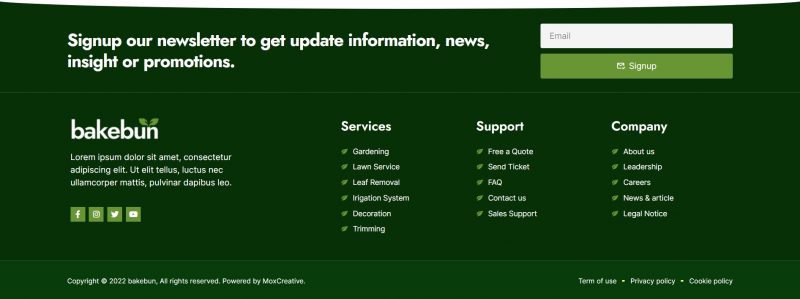 Signup our newsletter to get update information, news,
insight or promotions.
Email
Signup
bakebun
Lorem ipsum dolor sit amet, consectetur
adipiscing elit. Ut elit tellus, luctus nec
ullamcorper mattis, pulvinar dapibus leo.
Services
Gardening
Lawn Service
Leaf Removal
Irigation System
Decoration
Trimming
Support
Free a Quote
Send Ticket
FAQ
Contact us
Sales Support
Company
About us
Leadership
Careers
News & article
Legal Notice
Copyright © 2022 bakebun, All rights reserved. Powered by MoxCreative.
Term of use
Privacy policy
Cookie policy